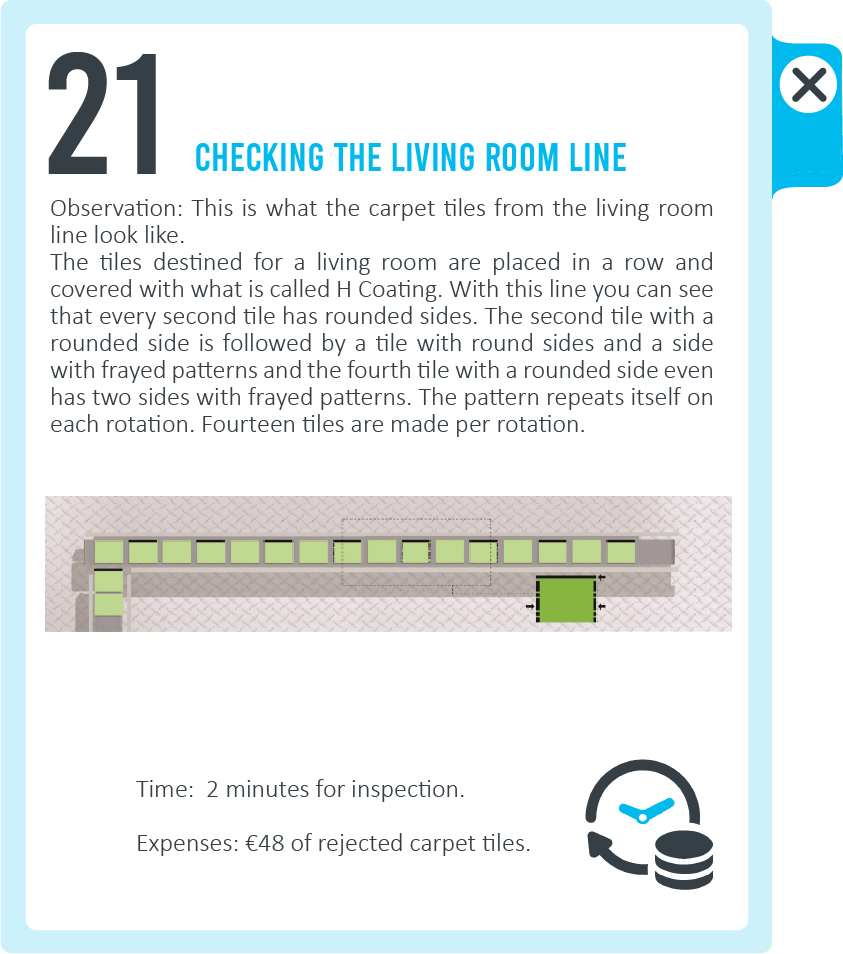 21
CHECKING THE LIVING ROOM LINE
Observation: This is what the carpet tiles from the living room
line look like.
The tiles destined for a living room are placed in a row and
covered with what is called H Coating. With this line you can see
that every second tile has rounded sides. The second tile with a
rounded side is followed by a tile with round sides and a side
with frayed patterns and the fourth tile with a rounded side even
has two sides with frayed patterns. The pattern repeats itself on
each rotation. Fourteen tiles are made per rotation.
Time: 2 minutes for inspection.
Expenses: €48 of rejected carpet tiles.